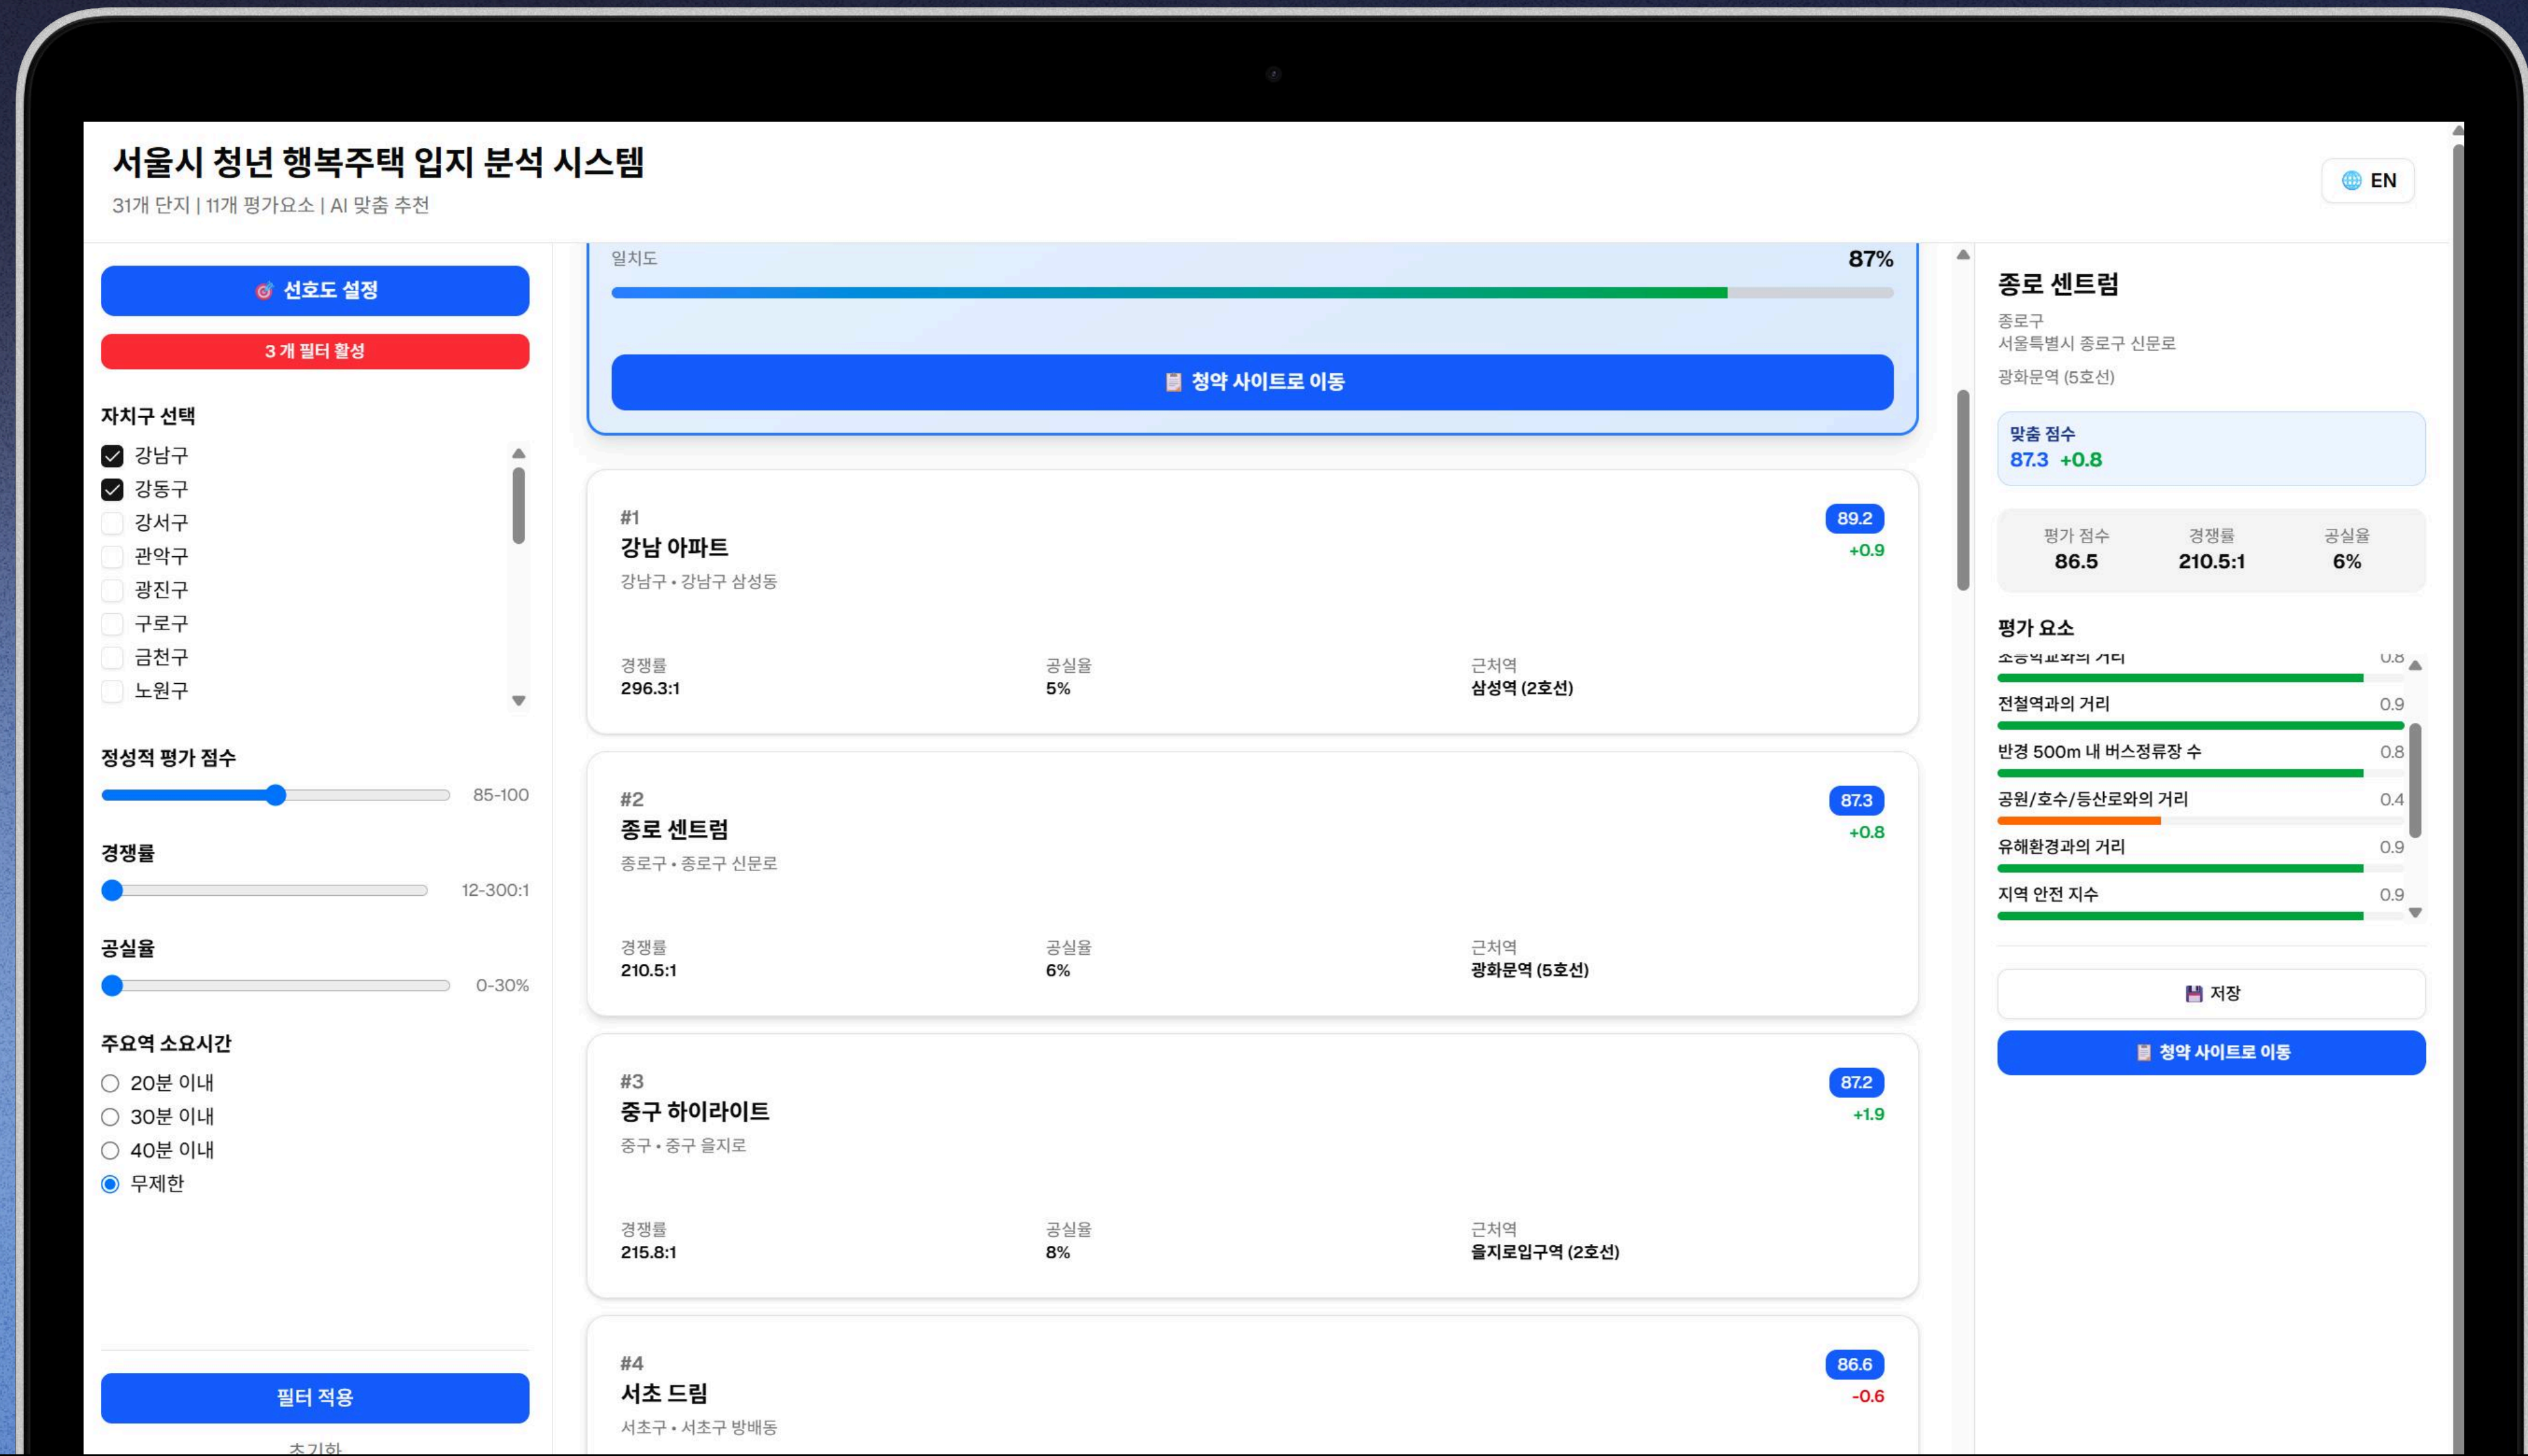 서울시 청년 행복주택 입지 분석 시스템
31개 단지 | 11개 평가요소 | AI 맞춤 추천
EN
선호도 설정
3 개 필터 활성
자치구 선택
강남구
강동구
강서구
관악구
광진구
구로구
금천구
노원구
정성적 평가 점수
85-100
경쟁률
12-300:1
공실율
0-30%
주요역 소요시간
20분 이내
30분 이내
40분 이내
무제한
필터 적용
초기화
일치도
87%
청약 사이트로 이동
#1
89.2
강남 아파트
+0.9
강남구 • 강남구 삼성동
경쟁률
공실율
근처역
296.3:1
5%
삼성역 (2호선)
#2
87.3
종로 센트럼
+0.8
종로구 • 종로구 신문로
경쟁률
공실율
근처역
210.5:1
6%
광화문역 (5호선)
#3
87.2
중구 하이라이트
+1.9
중구 • 중구 을지로
경쟁률
공실율
근처역
215.8:1
8%
을지로입구역 (2호선)
#4
86.6
서초 드림
-0.6
서초구 • 서초구 방배동
종로 센트럼
종로구
서울특별시 종로구 신문로
광화문역 (5호선)
맞춤 점수
87.3 +0.8
평가 점수
경쟁률
공실율
86.5
210.5:1
6%
평가 요소
초등학교와의 거리 0.8
전철역과의 거리 0.9
반경 500m 내 버스정류장 수 0.8
공원/호수/등산로와의 거리 0.4
유해환경과의 거리 0.9
지역 안전 지수 0.9
저장
청약 사이트로 이동